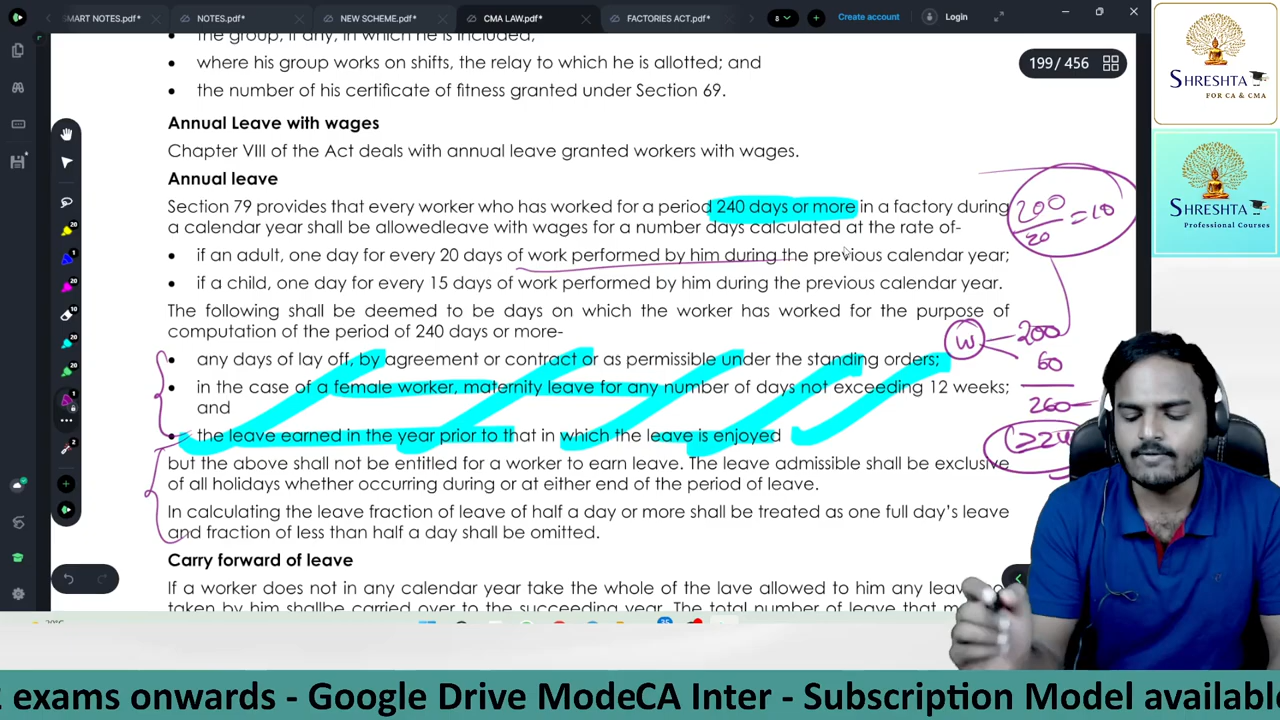 SMART NOTES.pdf*
NOTES.pdf*
NEW SCHEME.pdf*
CMA LAW.pdf*
FACTORIES ACT.pdf*
8
Create account
Login
the group, if any, in which he is included;
where his group works on shifts, the relay to which he is allotted; and
the number of his certificate of fitness granted under Section 69.
199 / 456
Annual Leave with wages
Chapter VIII of the Act deals with annual leave granted workers with wages.
Annual leave
Section 79 provides that every worker who has worked for a period 240 days or more in a factory during
a calendar year shall be allowedleave with wages for a number days calculated at the rate of-
if an adult, one day for every 20 days of work performed by him during the previous calendar year;
if a child, one day for every 15 days of work performed by him during the previous calendar year.
The following shall be deemed to be days on which the worker has worked for the purpose of
computation of the period of 240 days or more-
any days of lay off, by agreement or contract or as permissible under the standing orders;
in the case of a female worker, maternity leave for any number of days not exceeding 12 weeks;
and
the leave earned in the year prior to that in which the leave is enjoyed
but the above shall not be entitled for a worker to earn leave. The leave admissible shall be exclusive
of all holidays whether occurring during or at either end of the period of leave.
In calculating the leave fraction of leave of half a day or more shall be treated as one full day's leave
and fraction of less than half a day shall be omitted.
Carry forward of leave
If a worker does not in any calendar year take the whole of the lave allowed to him any
taken by him shallbe carried over to the succeeding year. The total number of leave that
200
20
= 10
W
200
60
260
SHRESHTA
FOR CA & CMA
SHRESHTA
Professional Courses
exams onwards - Google Drive ModeCA Inter - Subscription Model available